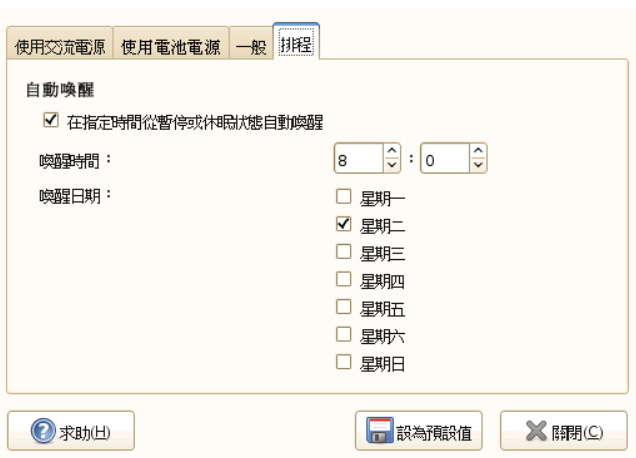 使用交流電源 使用電池電源 一般 排程
自動喚醒
在指定時間從暫停或休眠狀態自動喚醒
喚醒時間： 8 : 0
喚醒日期： 星期一
星期二
星期三
星期四
星期五
星期六
星期日
求助(H) 設為預設值 關閉(C)